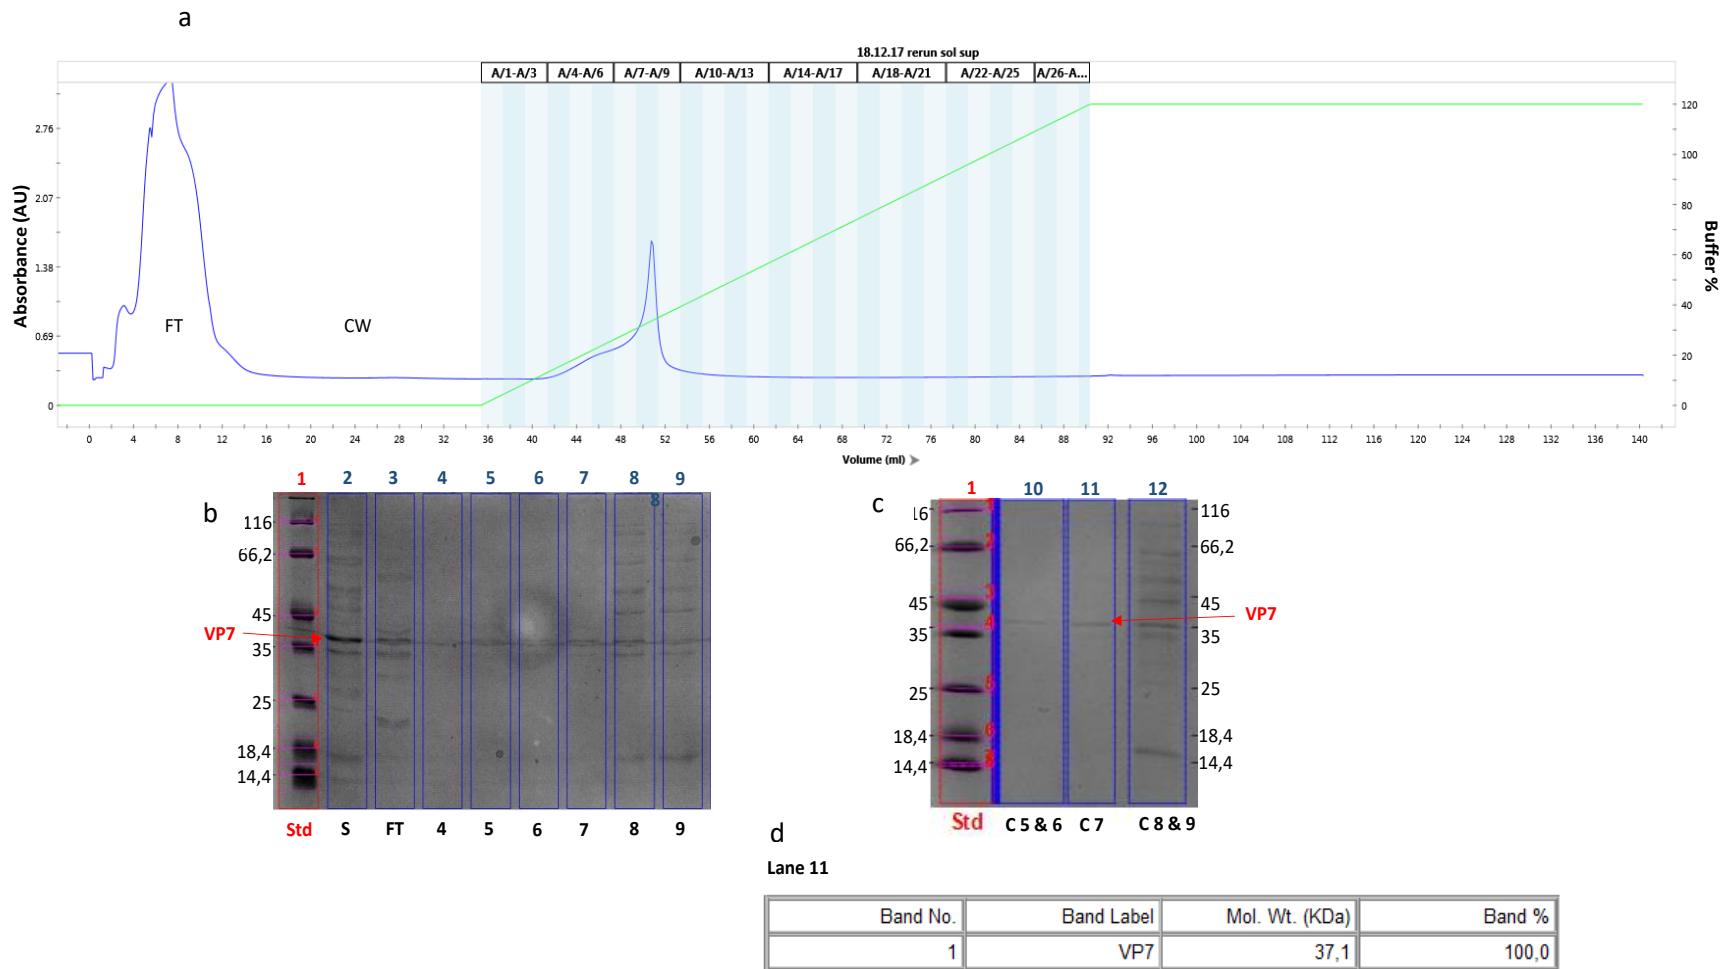 a
18.12.17 rerun sol sup
A/1-A/3 A/4-A/6 A/7-A/9 A/10-A/13 A/14-A/17 A/18-A/21 A/22-A/25 A/26-A...
Absorbance (AU)
2.76
2.07
1.38
0.69
0
FT
CW
120
100
80
60
40
20
0
Buffer %
0 4 8 12 16 20 24 28 32 36 40 44 48 52 56 60 64 68 72 76 80 84 88 92 96 100 104 108 112 116 120 124 128 132 136 140
Volume (ml)
b
1 2 3 4 5 6 7 8 9
8
116
66,2
45
VP7
35
25
18,4
14,4
Std S FT 4 5 6 7 8 9
c
1 10 11 12
16 116
66,2 66,2
3
45 45
4
VP7
35 35
5
25 25
6
18,4 18,4
14,4 14,4
Std C 5 & 6 C 7 C 8 & 9
d
Lane 11
Band No. Band Label Mol. Wt. (KDa) Band %
1 VP7 37,1 100,0